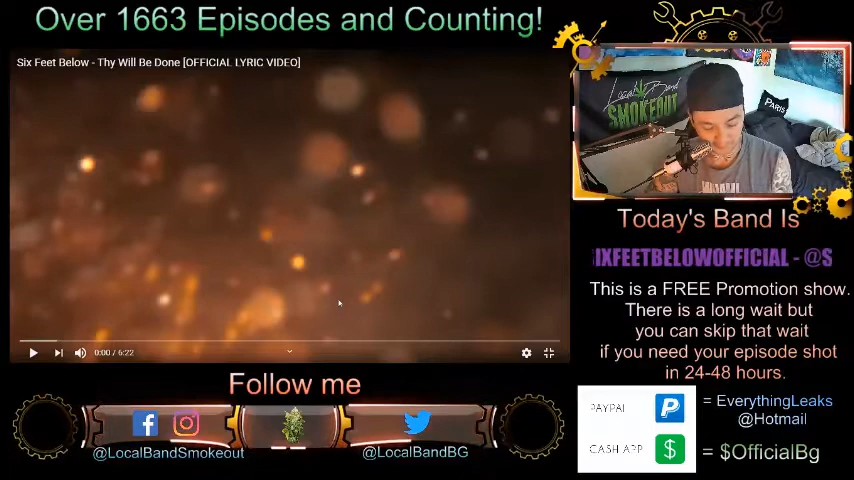 Over 1663 Episodes and Counting!
Six Feet Below - Thy Will Be Done [OFFICIAL LYRIC VIDEO]
Local Band
SMOKEOUT
PARIS
Today's Band Is
IXFEETBELOWOFFICIAL - @S
This is a FREE Promotion show.
There is a long wait but
you can skip that wait
if you need your episode shot
in 24-48 hours.
0:00 / 6:22
Follow me
@LocalBandSmokeout
@LocalBandBG
PAYPAL
= EverythingLeaks
@Hotmail
CASH APP
$
= $OfficialBg